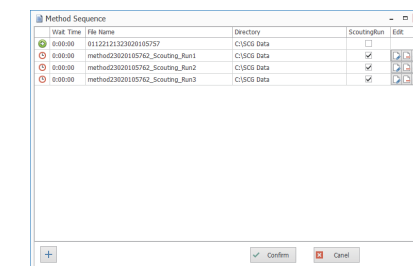 Method Sequence
Wait Time File Name Directory ScoutingRun Edit
0:00:00 01122121323020105757 C:\SCG Data
0:00:00 method23020105762_Scouting_Run1 C:\SCG Data
0:00:00 method23020105762_Scouting_Run2 C:\SCG Data
0:00:00 method23020105762_Scouting_Run3 C:\SCG Data
Confirm Canel